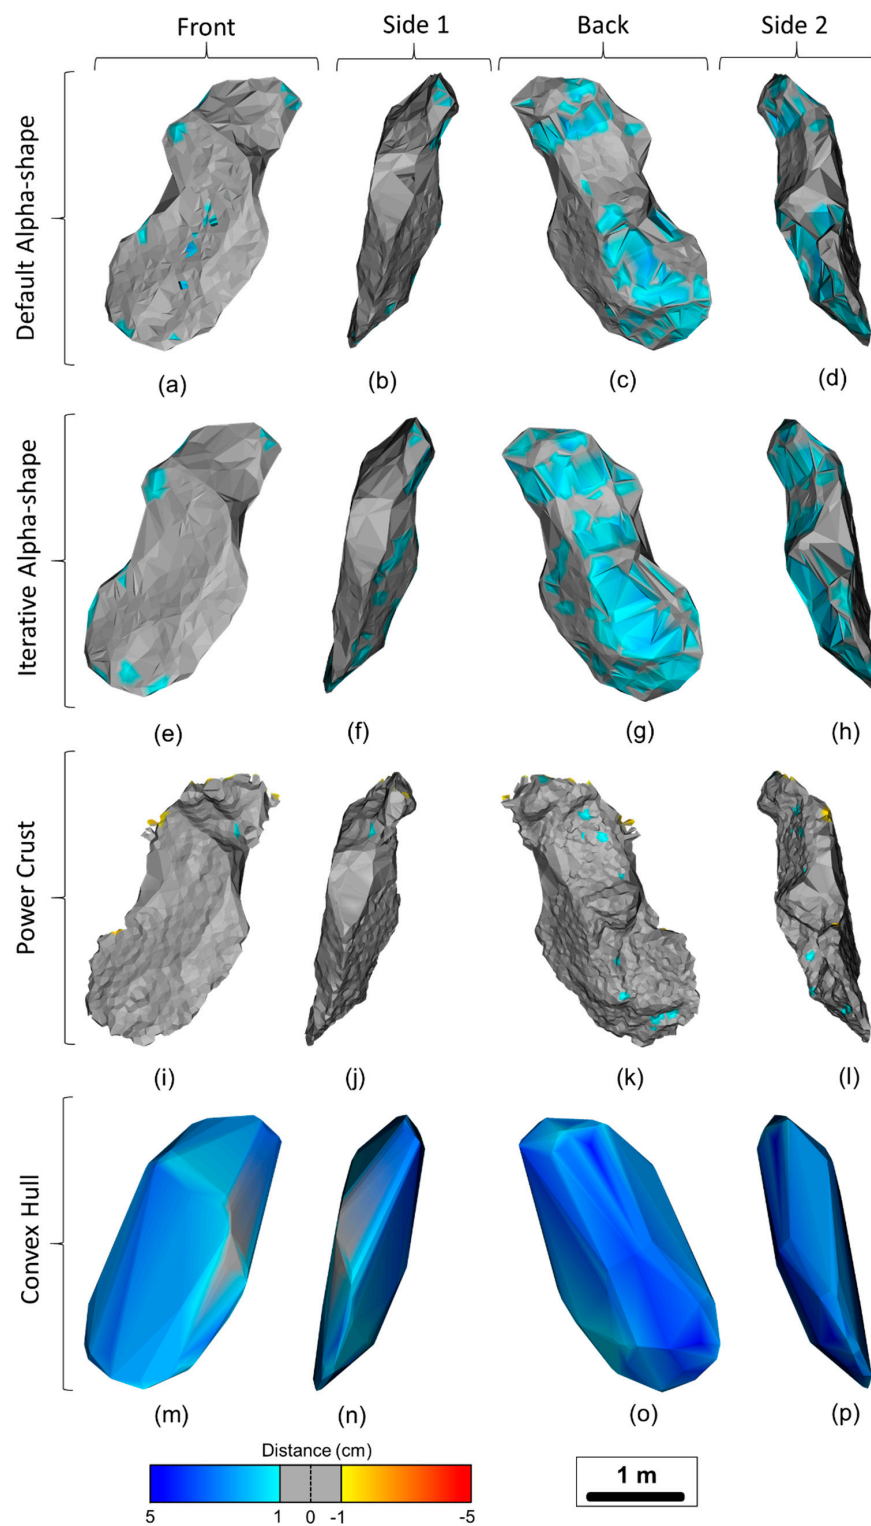 Front Side 1 Back Side 2
Default Alpha-shape
(a) (b) (c) (d)
Iterative Alpha-shape
(e) (f) (g) (h)
Power Crust
(i) (j) (k) (l)
Convex Hull
(m) (n) (o) (p)
Distance (cm)
5 1 0 -1 -5
1 m